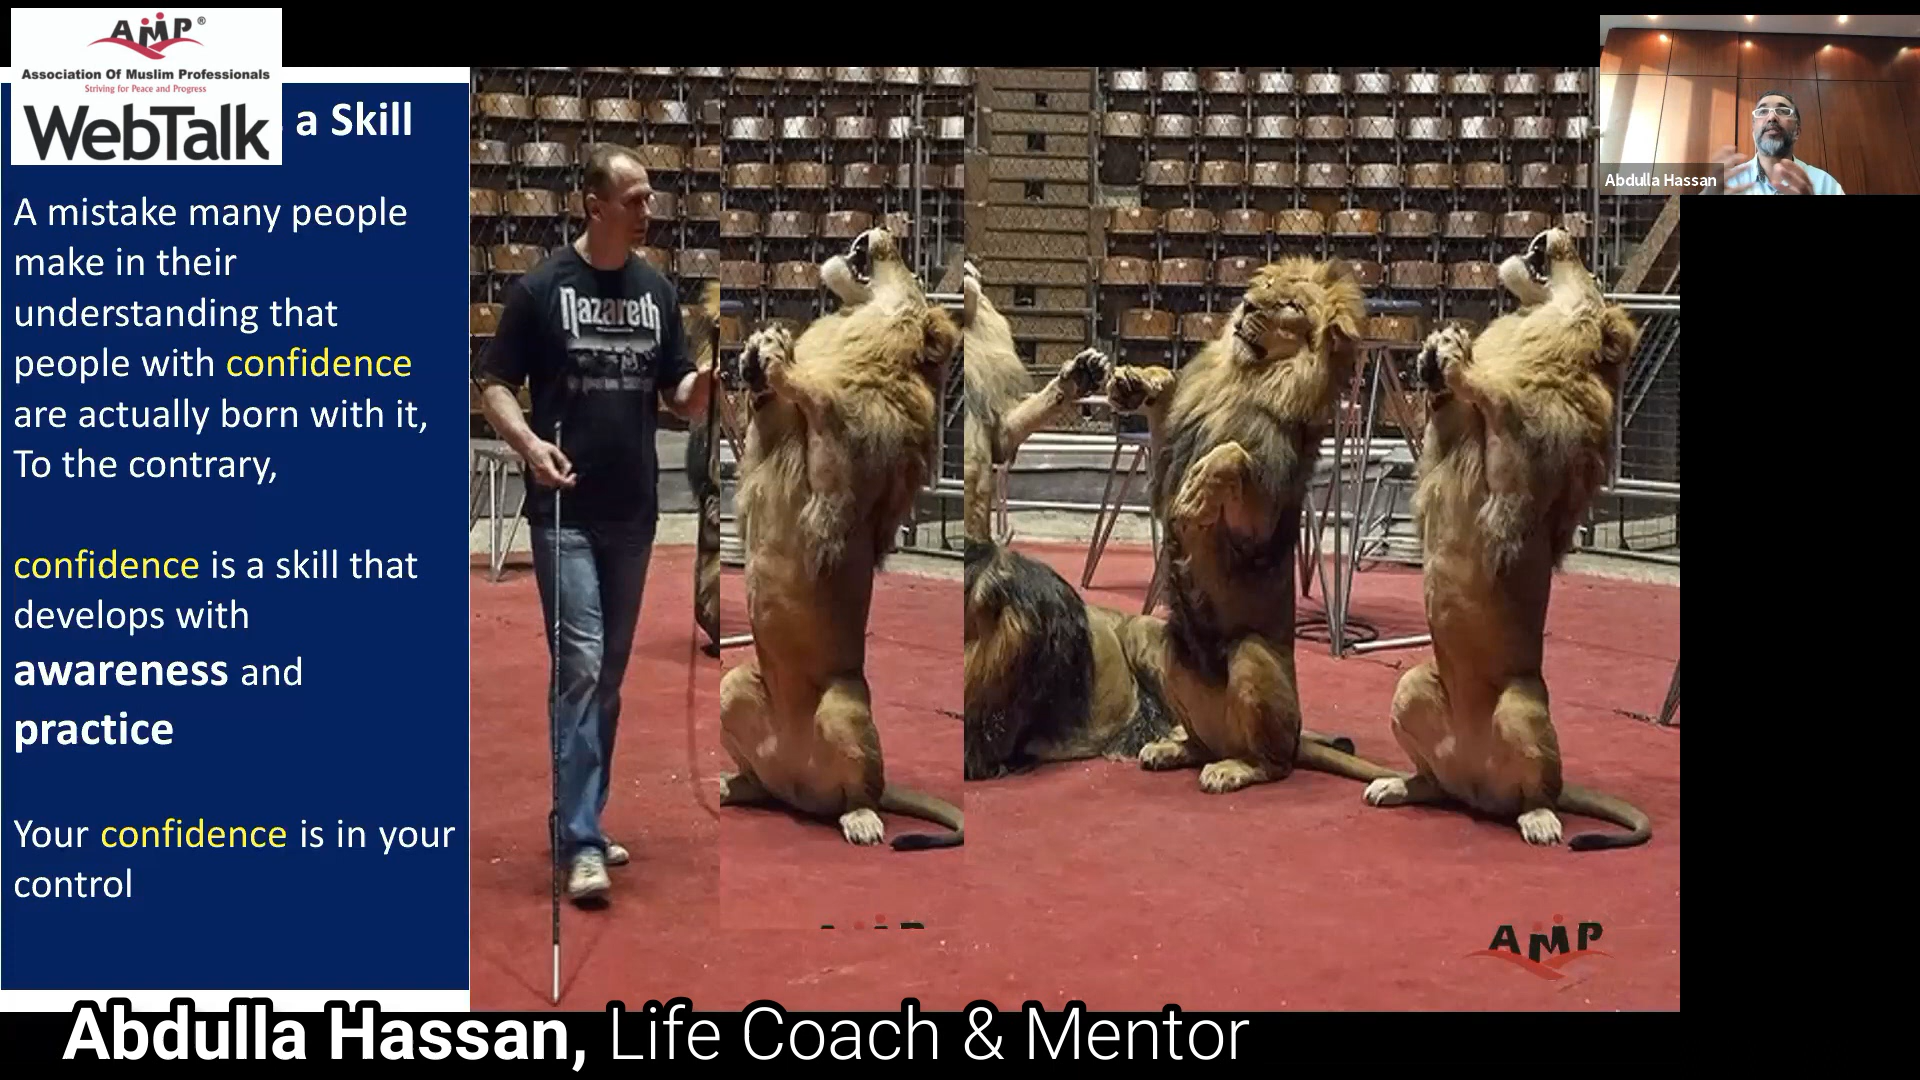 AMP®
Association Of Muslim Professionals
Striving for Peace and Progress
WebTalk
a Skill
A mistake many people
make in their
understanding that
people with confidence
are actually born with it,
To the contrary,
confidence is a skill that
develops with
awareness and
practice
Your confidence is in your
control
Nazareth
AMP
Abdulla Hassan
Abdulla Hassan, Life Coach & Mentor